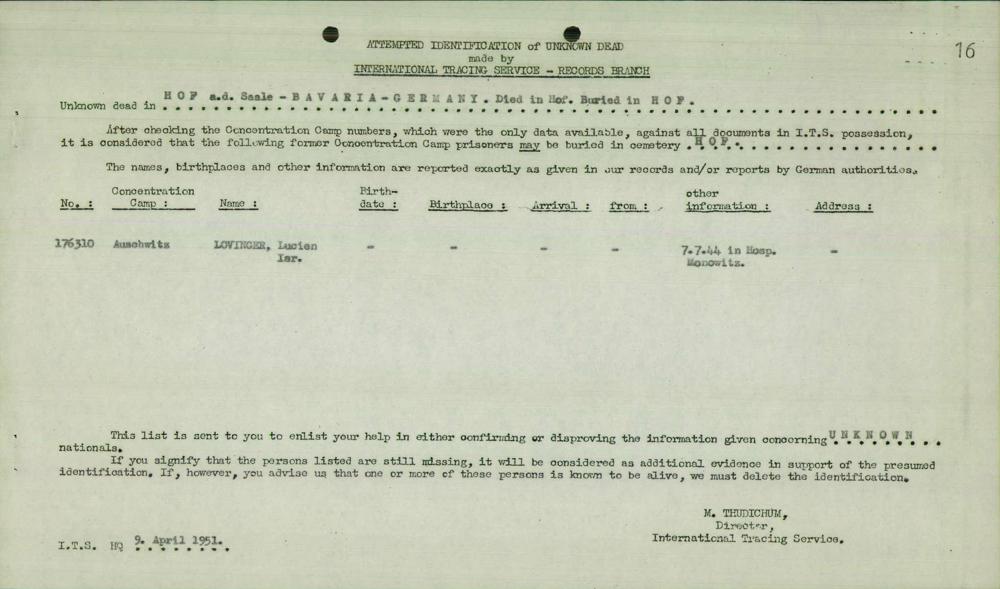 16
ATTEMPTED IDENTIFICATION of UNKNOWN DEAD
made by
INTERNATIONAL TRACING SERVICE - RECORDS BRANCH
Unknown dead in HOF a.d. Saale - BAVARIA - GERMANY. Died in Hof. Buried in HOF.
After checking the Concentration Camp numbers, which were the only data available, against all documents in I.T.S. possession,
it is considered that the following former Concentration Camp prisoners may be buried in cemetery HOF.
The names, birthplaces and other information are reported exactly as given in our records and/or reports by German authorities.
No. : Concentration Camp : Name : Birth-date : Birthplace : Arrival : from : other information : Address :
176310 Auschwitz LOVINGER, Lucien - - - - 7.7.44 in Hosp. -
Isr. Monowitz.
This list is sent to you to enlist your help in either confirming or disproving the information given concerning UNKNOWN
nationals.
If you signify that the persons listed are still missing, it will be considered as additional evidence in support of the presumed
identification. If, however, you advise us that one or more of these persons is known to be alive, we must delete the identification.
M. THUDICHUM,
Director,
International Tracing Service.
I.T.S. HQ 9. April 1951.